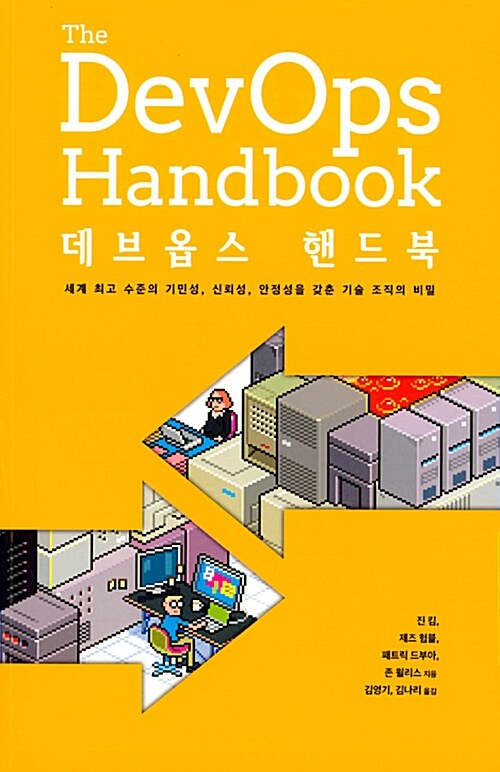 The
DevOps
Handbook
데브옵스 핸드북
세계 최고 수준의 기민성, 신뢰성, 안정성을 갖춘 기술 조직의 비밀
진 킴,
제즈 험블,
패트릭 드부아,
존 윌리스 지음
김영기, 김나리 옮김